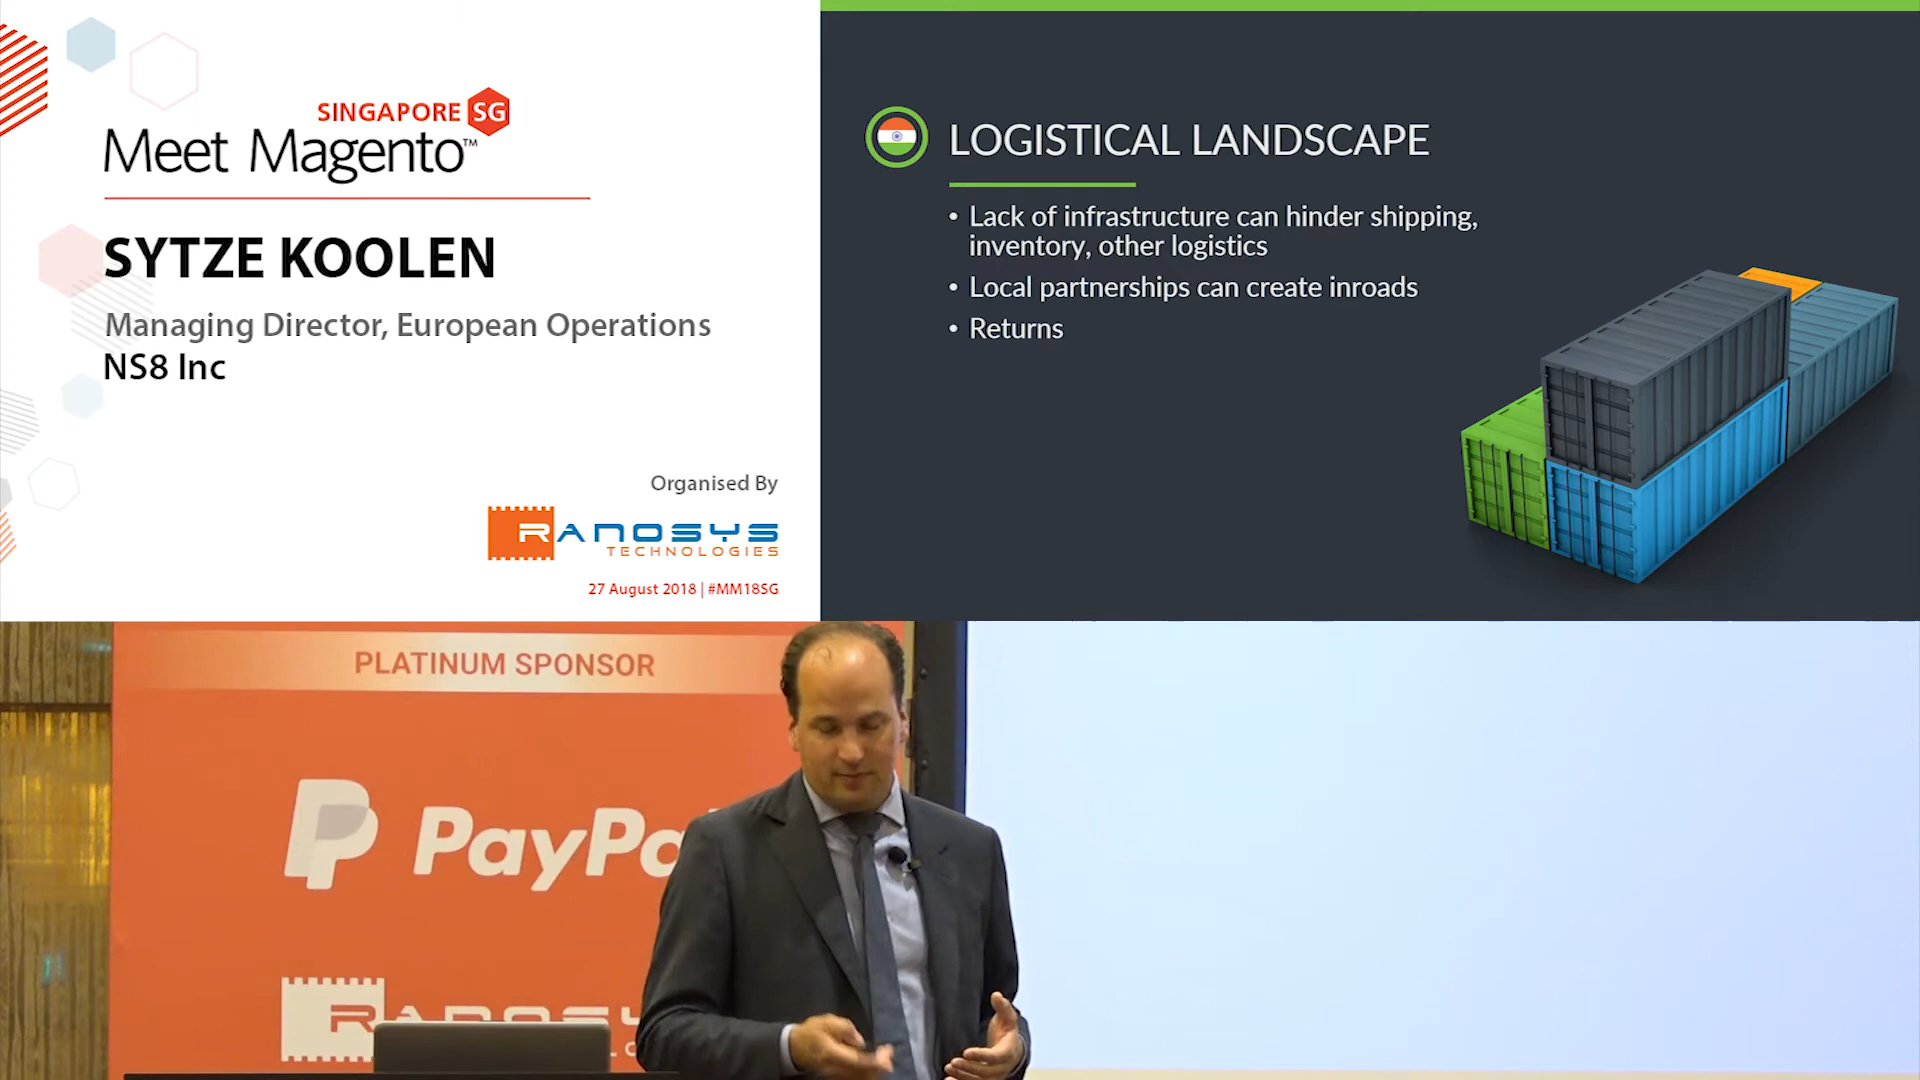 SINGAPORE SG
Meet Magento™
SYTZE KOOLEN
Managing Director, European Operations
NS8 Inc
Organised By
RANOSYS
TECHNOLOGIES
27 August 2018 | #MM18SG
LOGISTICAL LANDSCAPE
• Lack of infrastructure can hinder shipping,
inventory, other logistics
• Local partnerships can create inroads
• Returns
PLATINUM SPONSOR
PayPa
RANOSY